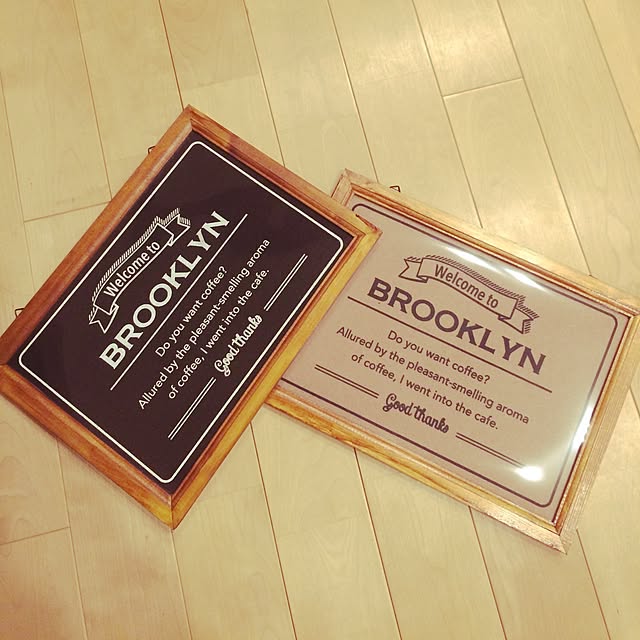 Welcome to
BROOKLYN
Do you want coffee?
Allured by the pleasant-smelling aroma
of coffee, I went into the cafe.
Good thanks
Welcome to
BROOKLYN
Do you want coffee?
Allured by the pleasant-smelling aroma
of coffee, I went into the cafe.
Good thanks